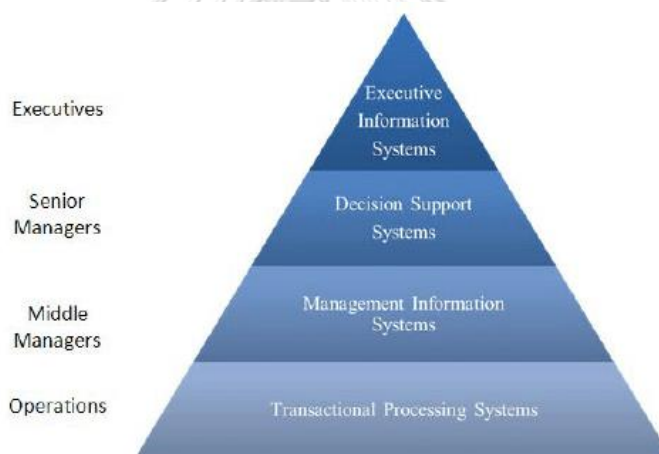 Executives
Executive
Information
Systems
Senior
Managers
Decision Support
Systems
Middle
Managers
Management Information
Systems
Operations
Transactional Processing Systems